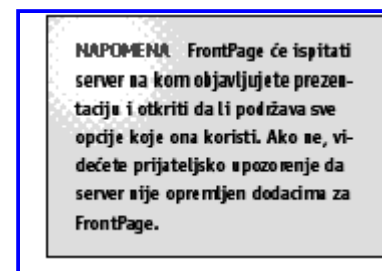 NAPOMENA FrontPage će ispitati
server na kom objavljujete prezen-
taciju i otkriti da li podržava sve
opcije koje ona koristi. Ako ne, vi-
dećete prijateljsko upozorenje da
server nije opremljen dodacima za
FrontPage.